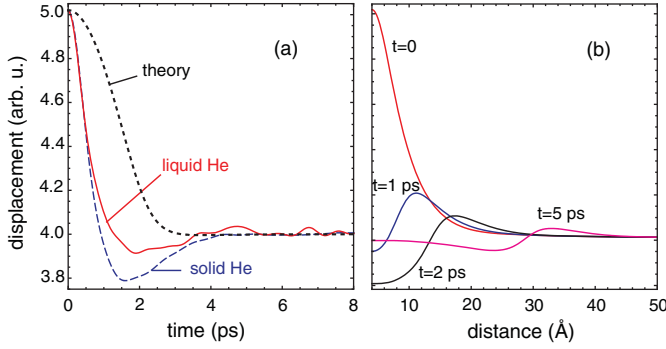 5.0
4.8
4.6
4.4
4.2
4.0
3.8
displacement (arb. u.)
(a)
theory
liquid He
solid He
0
2
4
6
8
time (ps)
(b)
t=0
t=1 ps
t=5 ps
t=2 ps
10
20
30
40
50
distance (Å)